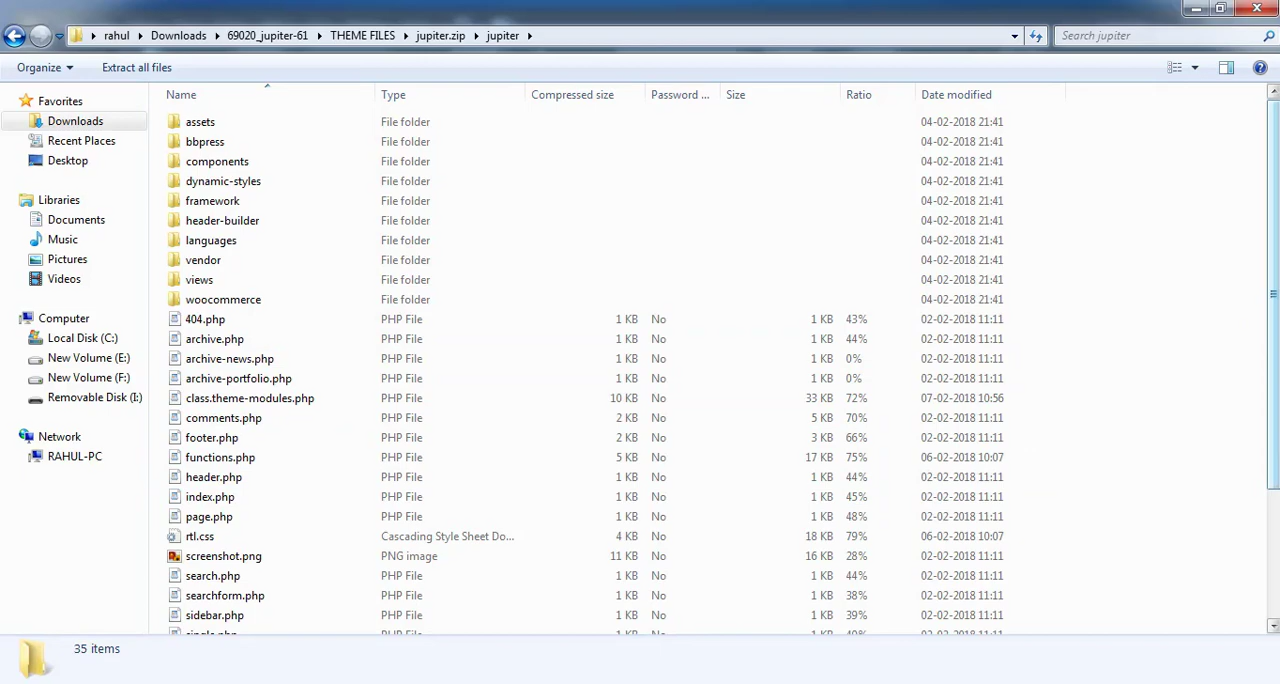 rahul Downloads 69020_jupiter-61 THEME FILES jupiter.zip jupiter Search jupiter
Organize Extract all files
Name Type Compressed size Password ... Size Ratio Date modified
Favorites
Downloads
Recent Places
Desktop
Libraries
Documents
Music
Pictures
Videos
Computer
Local Disk (C:)
New Volume (E:)
New Volume (F:)
Removable Disk (I:)
Network
RAHUL-PC
assets File folder 04-02-2018 21:41
bbpress File folder 04-02-2018 21:41
components File folder 04-02-2018 21:41
dynamic-styles File folder 04-02-2018 21:41
framework File folder 04-02-2018 21:41
header-builder File folder 04-02-2018 21:41
languages File folder 04-02-2018 21:41
vendor File folder 04-02-2018 21:41
views File folder 04-02-2018 21:41
woocommerce File folder 04-02-2018 21:41
404.php PHP File 1 KB No 1 KB 43% 02-02-2018 11:11
archive.php PHP File 1 KB No 1 KB 44% 02-02-2018 11:11
archive-news.php PHP File 1 KB No 1 KB 0% 02-02-2018 11:11
archive-portfolio.php PHP File 1 KB No 1 KB 0% 02-02-2018 11:11
class.theme-modules.php PHP File 10 KB No 33 KB 72% 07-02-2018 10:56
comments.php PHP File 2 KB No 5 KB 70% 02-02-2018 11:11
footer.php PHP File 2 KB No 3 KB 66% 02-02-2018 11:11
functions.php PHP File 5 KB No 17 KB 75% 06-02-2018 10:07
header.php PHP File 1 KB No 1 KB 44% 02-02-2018 11:11
index.php PHP File 1 KB No 1 KB 45% 02-02-2018 11:11
page.php PHP File 1 KB No 1 KB 48% 02-02-2018 11:11
rtl.css Cascading Style Sheet Do... 4 KB No 18 KB 79% 06-02-2018 10:07
screenshot.png PNG image 11 KB No 16 KB 28% 02-02-2018 11:11
search.php PHP File 1 KB No 1 KB 44% 02-02-2018 11:11
searchform.php PHP File 1 KB No 1 KB 38% 02-02-2018 11:11
sidebar.php PHP File 1 KB No 1 KB 39% 02-02-2018 11:11
35 items